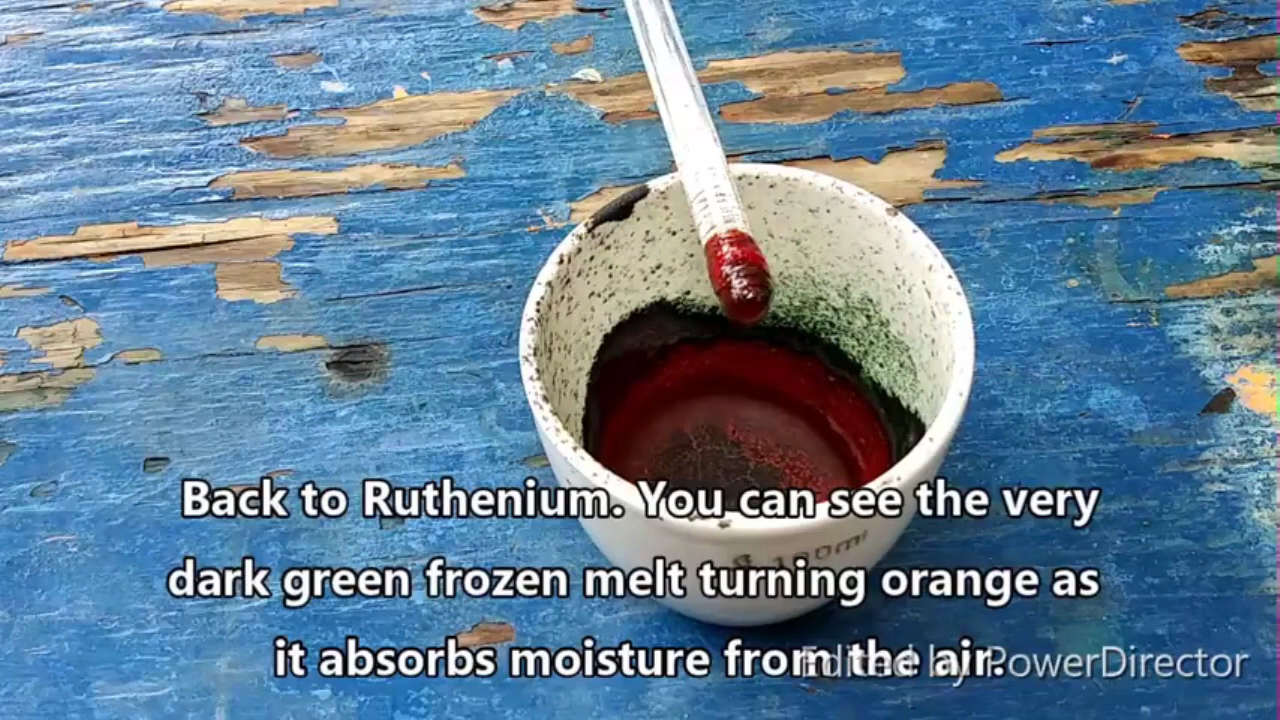 Back to Ruthenium. You can see the very
dark green frozen melt turning orange as
it absorbs moisture from the air.
Edited by PowerDirector
100ml